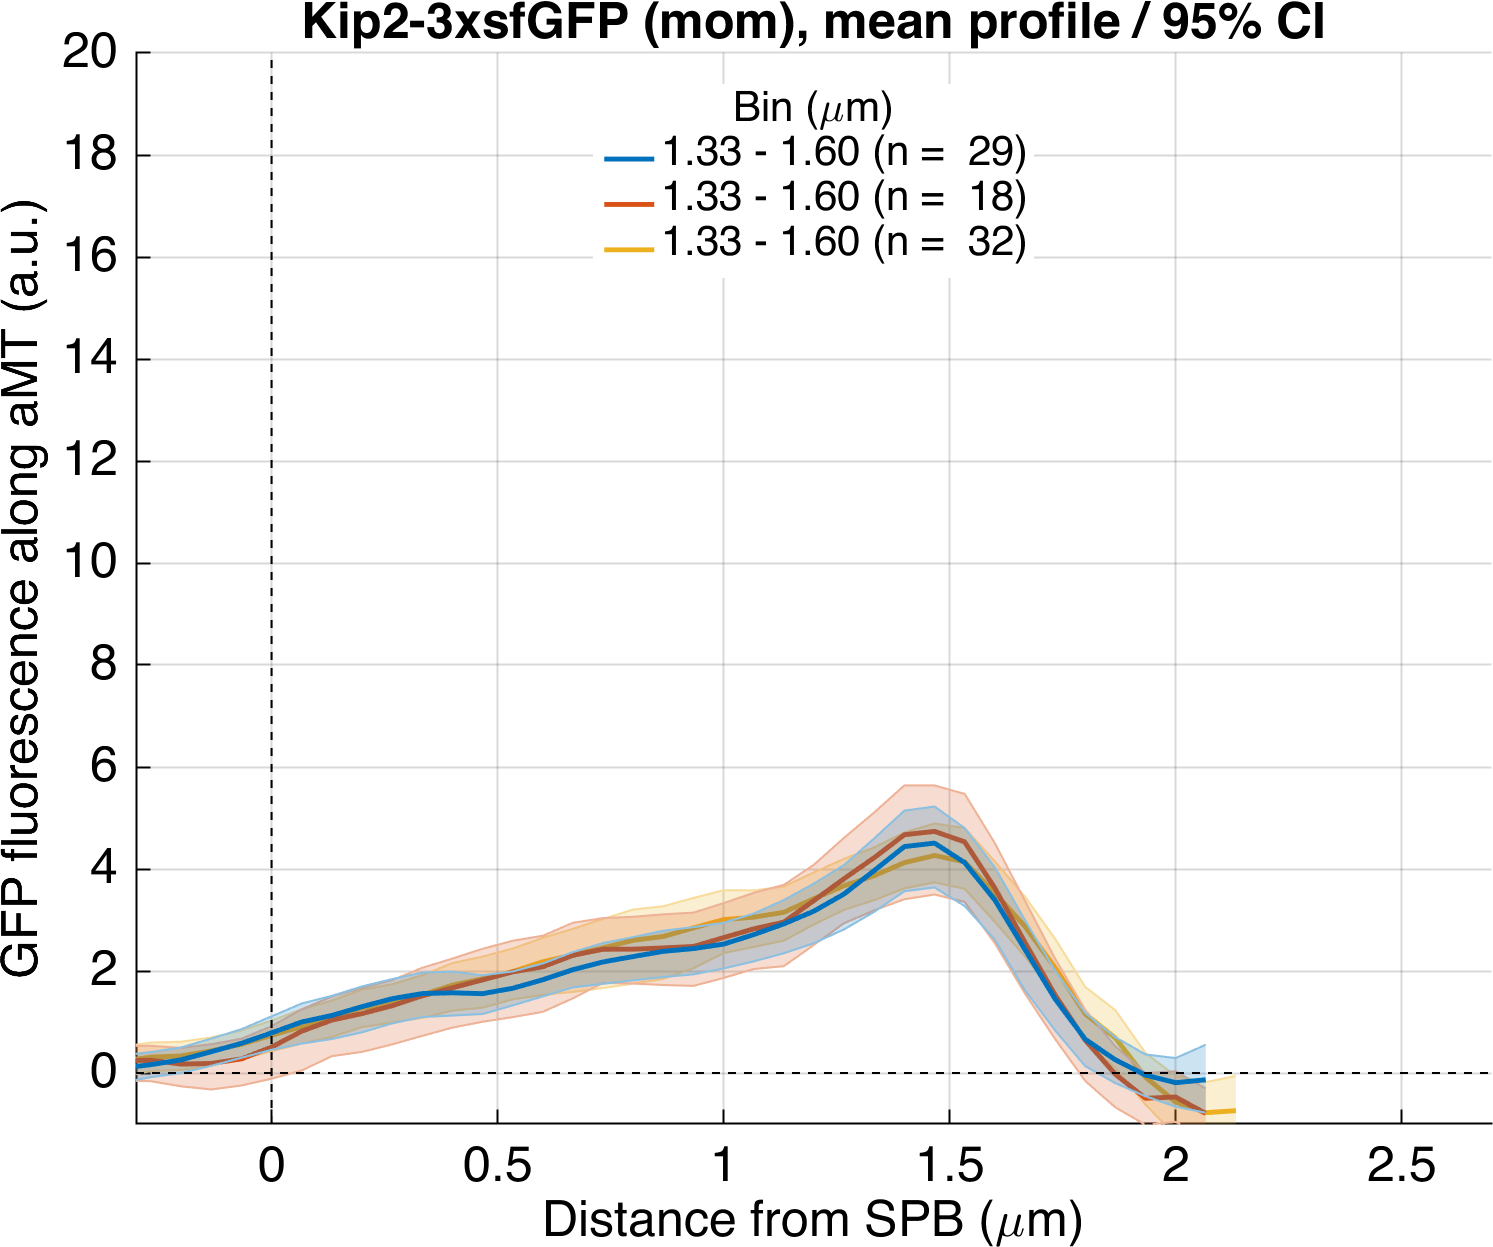 Kip2-3xsfGFP (mom), mean profile / 95% CI
Bin (μm)
1.33 - 1.60 (n = 29)
1.33 - 1.60 (n = 18)
1.33 - 1.60 (n = 32)
GFP fluorescence along aMT (a.u.)
20
18
16
14
12
10
8
6
4
2
0
0 0.5 1 1.5 2 2.5
Distance from SPB (μm)